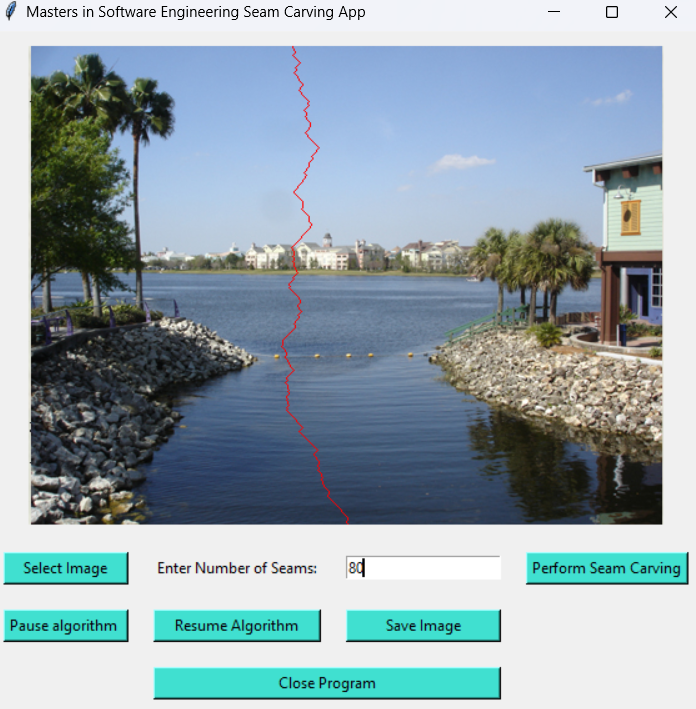 Masters in Software Engineering Seam Carving App
Select Image
Enter Number of Seams:
80
Perform Seam Carving
Pause algorithm
Resume Algorithm
Save Image
Close Program